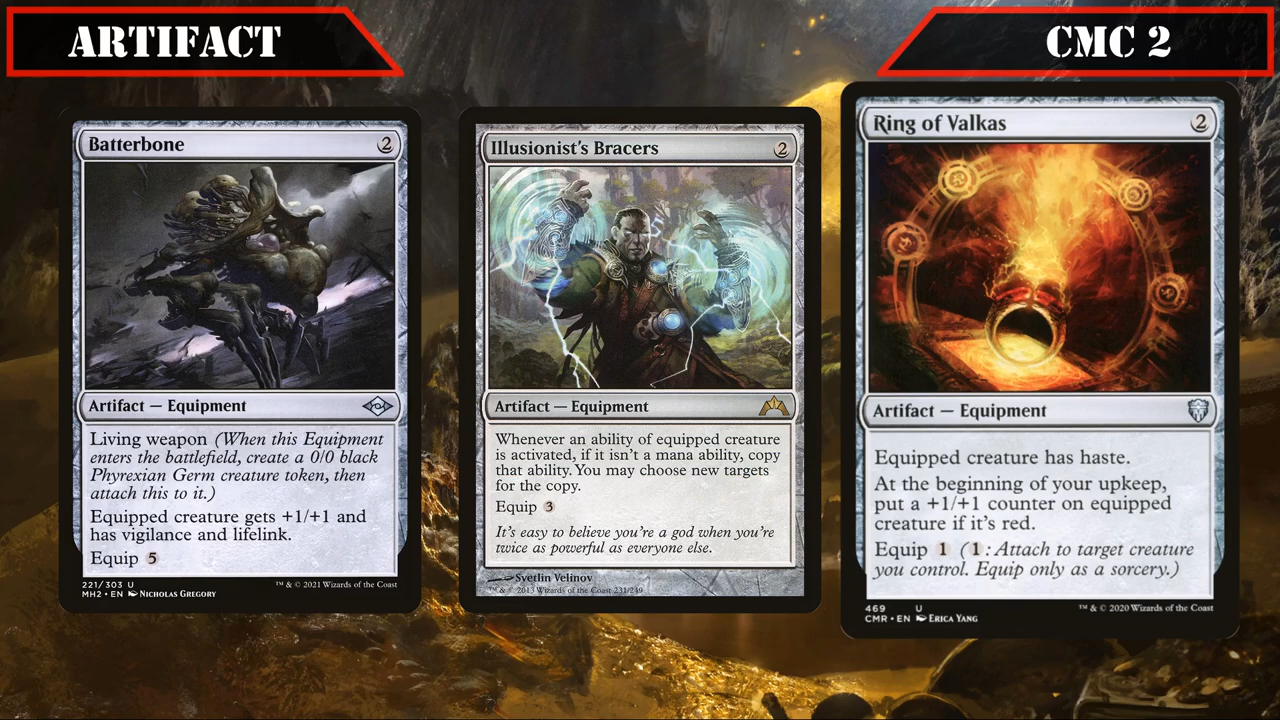 ARTIFACT
CMC 2
Batterbone 2
Artifact — Equipment
Living weapon (When this Equipment
enters the battlefield, create a 0/0 black
Phyrexian Germ creature token, then
attach this to it.)
Equipped creature gets +1/+1 and
has vigilance and lifelink.
Equip 5
221/303 U
MH2 • EN Nicholas Gregory
™ & © 2021 Wizards of the Coast
Illusionist's Bracers 2
Artifact — Equipment
Whenever an ability of equipped creature
is activated, if it isn't a mana ability, copy
that ability. You may choose new targets
for the copy.
Equip 3
It's easy to believe you're a god when you're
twice as powerful as everyone else.
Svetlin Velinov
™ & © 2013 Wizards of the Coast 231/249
Ring of Valkas 2
Artifact — Equipment
Equipped creature has haste.
At the beginning of your upkeep,
put a +1/+1 counter on equipped
creature if it's red.
Equip 1 (1: Attach to target creature
you control. Equip only as a sorcery.)
469 U
CMR • EN Erica Yang
™ & © 2020 Wizards of the Coast